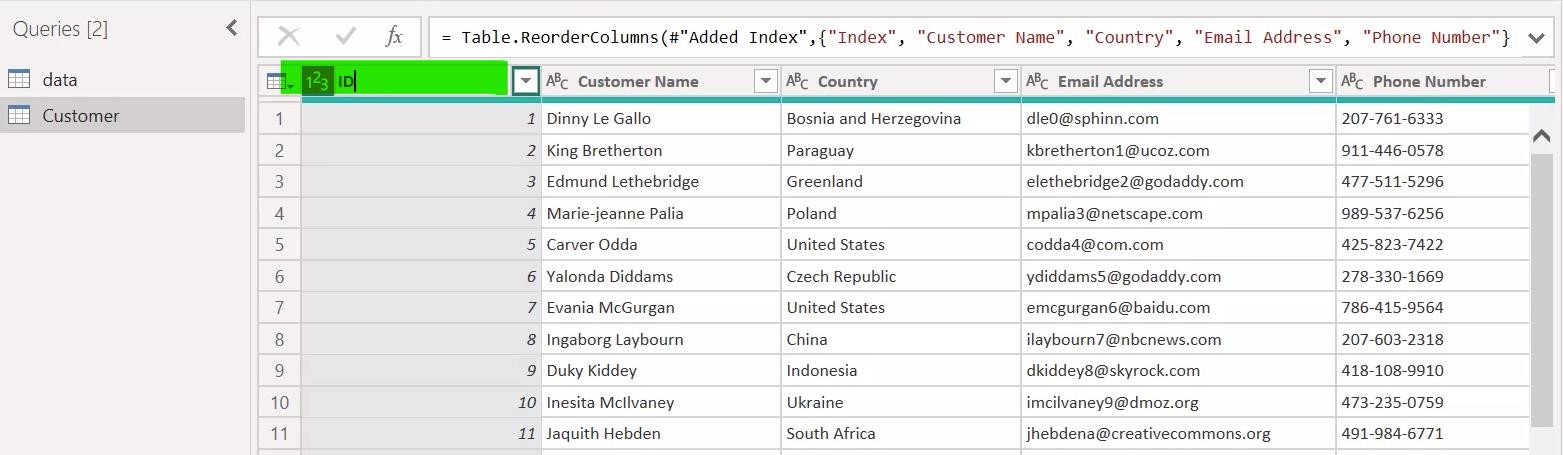 Queries [2]
data
Customer
fx
= Table.ReorderColumns(#"Added Index",{"Index", "Customer Name", "Country", "Email Address", "Phone Number"}
123 ID ABC Customer Name ABC Country ABC Email Address ABC Phone Number
1 1 Dinny Le Gallo Bosnia and Herzegovina dle0@sphinn.com 207-761-6333
2 2 King Bretherton Paraguay kbretherton1@ucoz.com 911-446-0578
3 3 Edmund Lethebridge Greenland elethebridge2@godaddy.com 477-511-5296
4 4 Marie-jeanne Palia Poland mpalia3@netscape.com 989-537-6256
5 5 Carver Odda United States codda4@com.com 425-823-7422
6 6 Yalonda Diddams Czech Republic ydiddams5@godaddy.com 278-330-1669
7 7 Evania McGurgan United States emcgurgan6@baidu.com 786-415-9564
8 8 Ingaborg Laybourn China ilaybourn7@nbcnews.com 207-603-2318
9 9 Duky Kiddey Indonesia dkiddey8@skyrock.com 418-108-9910
10 10 Inesita McIlvaney Ukraine imcilvaney9@dmoz.org 473-235-0759
11 11 Jaquith Hebden South Africa jhebdena@creativecommons.org 491-984-6771